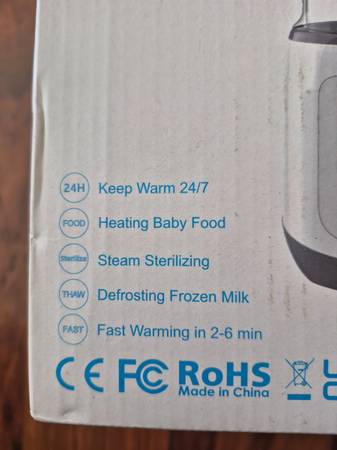 24H Keep Warm 24/7
FOOD Heating Baby Food
Sterilize Steam Sterilizing
THAW Defrosting Frozen Milk
FAST Fast Warming in 2-6 min
CE FC RoHS
Made in China